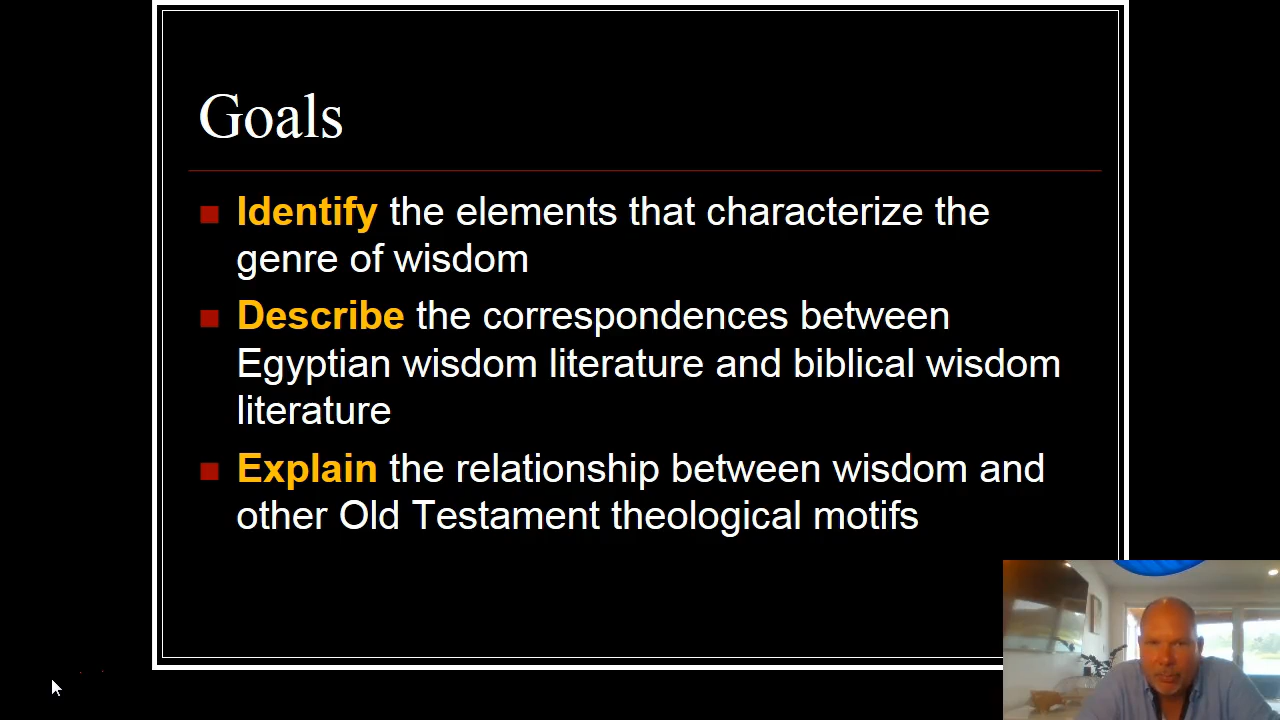 Goals
Identify the elements that characterize the
genre of wisdom
Describe the correspondences between
Egyptian wisdom literature and biblical wisdom
literature
Explain the relationship between wisdom and
other Old Testament theological motifs